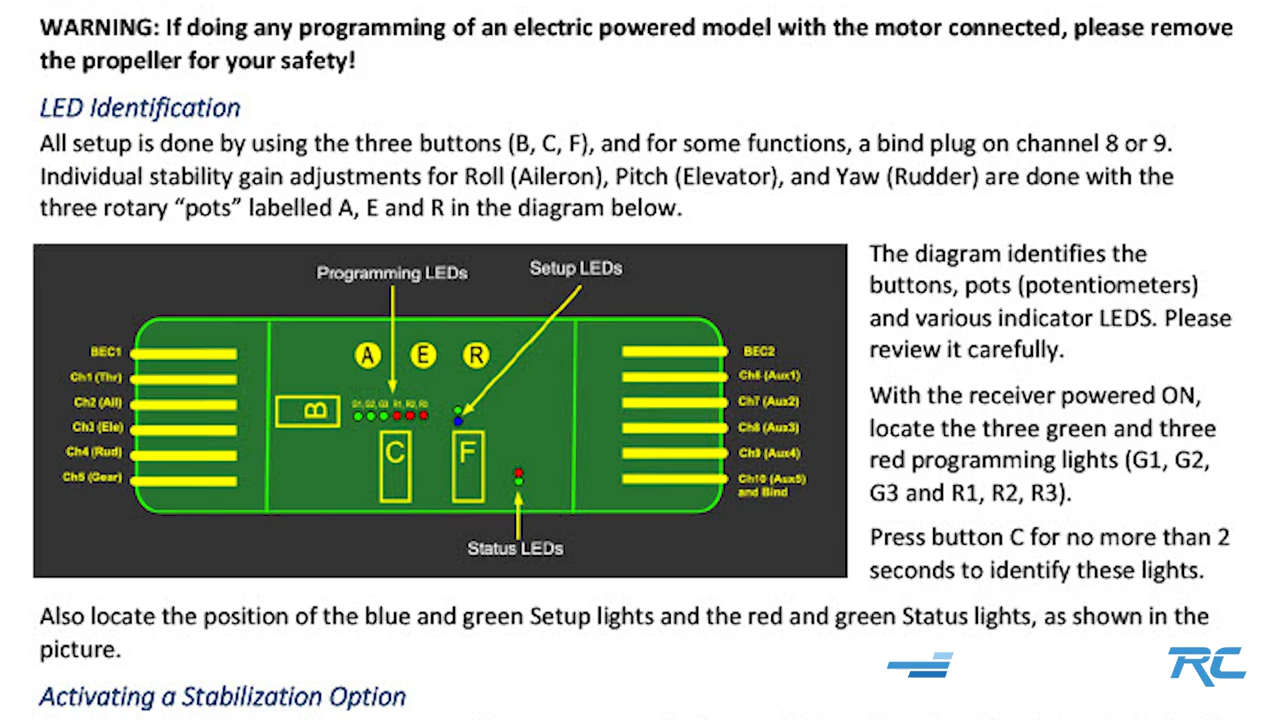 WARNING: If doing any programming of an electric powered model with the motor connected, please remove
the propeller for your safety!
LED Identification
All setup is done by using the three buttons (B, C, F), and for some functions, a bind plug on channel 8 or 9.
Individual stability gain adjustments for Roll (Aileron), Pitch (Elevator), and Yaw (Rudder) are done with the
three rotary “pots” labelled A, E and R in the diagram below.
Programming LEDs
Setup LEDs
BEC1
Ch1 (Thr)
Ch2 (Ail)
Ch3 (Ele)
Ch4 (Rud)
Ch5 (Gear)
A E R
G1, G2, G3 R1, R2, R3
B
C F
BEC2
Ch6 (Aux1)
Ch7 (Aux2)
Ch8 (Aux3)
Ch9 (Aux4)
Ch10 (Aux5)
and Bind
Status LEDs
The diagram identifies the
buttons, pots (potentiometers)
and various indicator LEDS. Please
review it carefully.
With the receiver powered ON,
locate the three green and three
red programming lights (G1, G2,
G3 and R1, R2, R3).
Press button C for no more than 2
seconds to identify these lights.
Also locate the position of the blue and green Setup lights and the red and green Status lights, as shown in the
picture.
RC
Activating a Stabilization Option